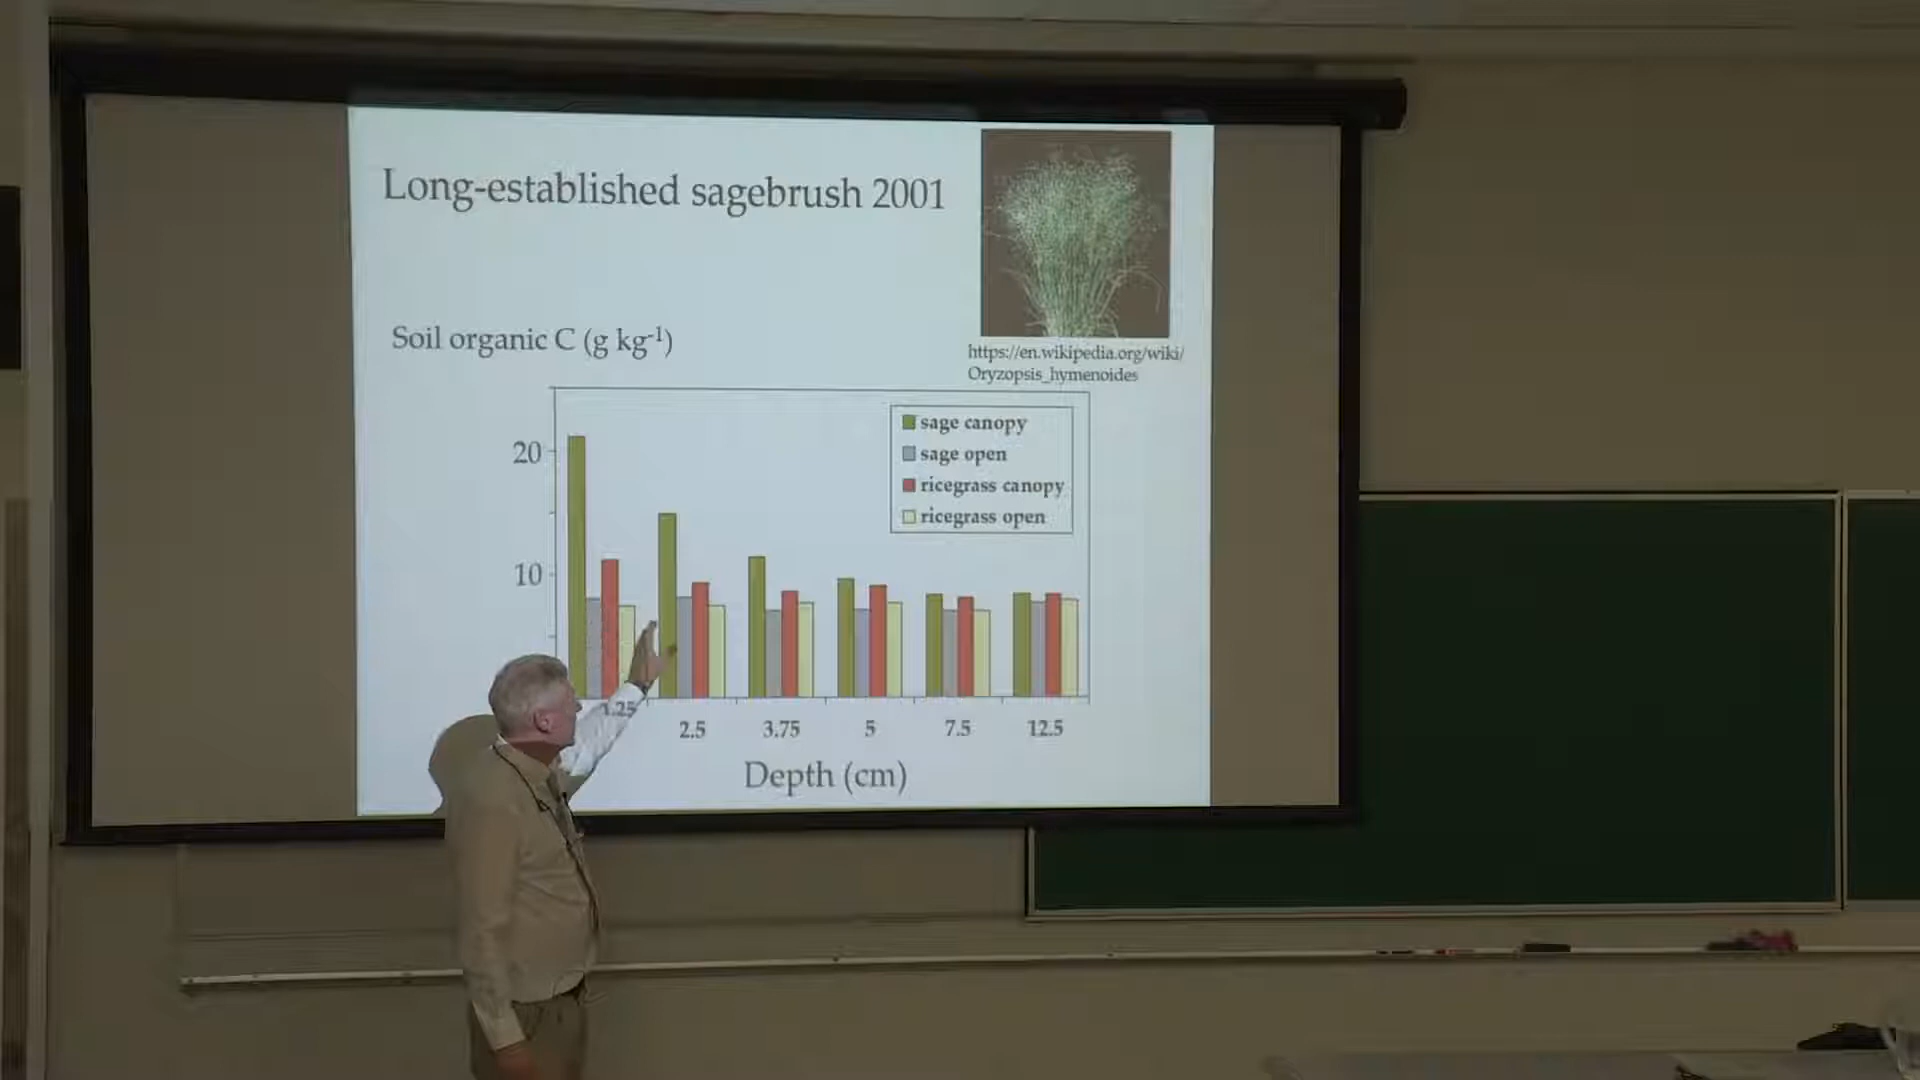 Long-established sagebrush 2001
Soil organic C (g kg-1)
https://en.wikipedia.org/wiki/
Oryzopsis_hymenoides
sage canopy
sage open
ricegrass canopy
ricegrass open
20
10
1.25
2.5
3.75
5
7.5
12.5
Depth (cm)